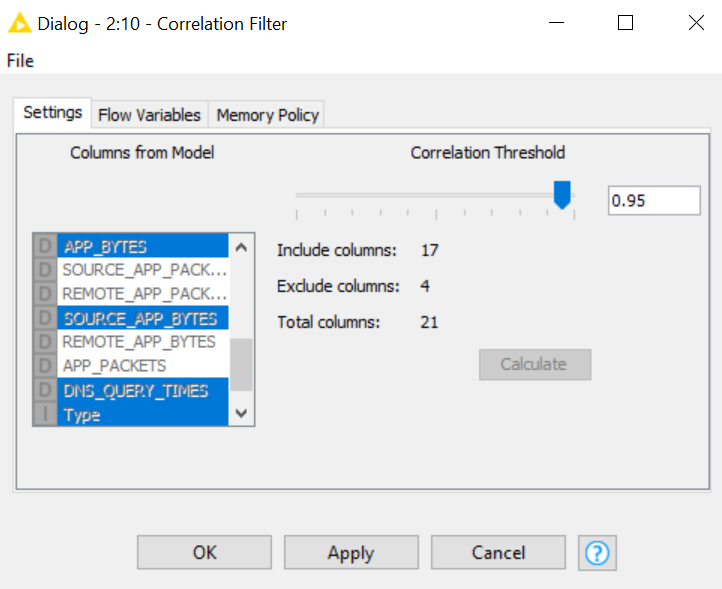 Dialog - 2:10 - Correlation Filter
File
Settings Flow Variables Memory Policy
Columns from Model
Correlation Threshold
0.95
D APP_BYTES
D SOURCE_APP_PACK...
D REMOTE_APP_PACK...
D SOURCE_APP_BYTES
D REMOTE_APP_BYTES
D APP_PACKETS
D DNS_QUERY_TIMES
I Type
Include columns: 17
Exclude columns: 4
Total columns: 21
Calculate
OK Apply Cancel ?